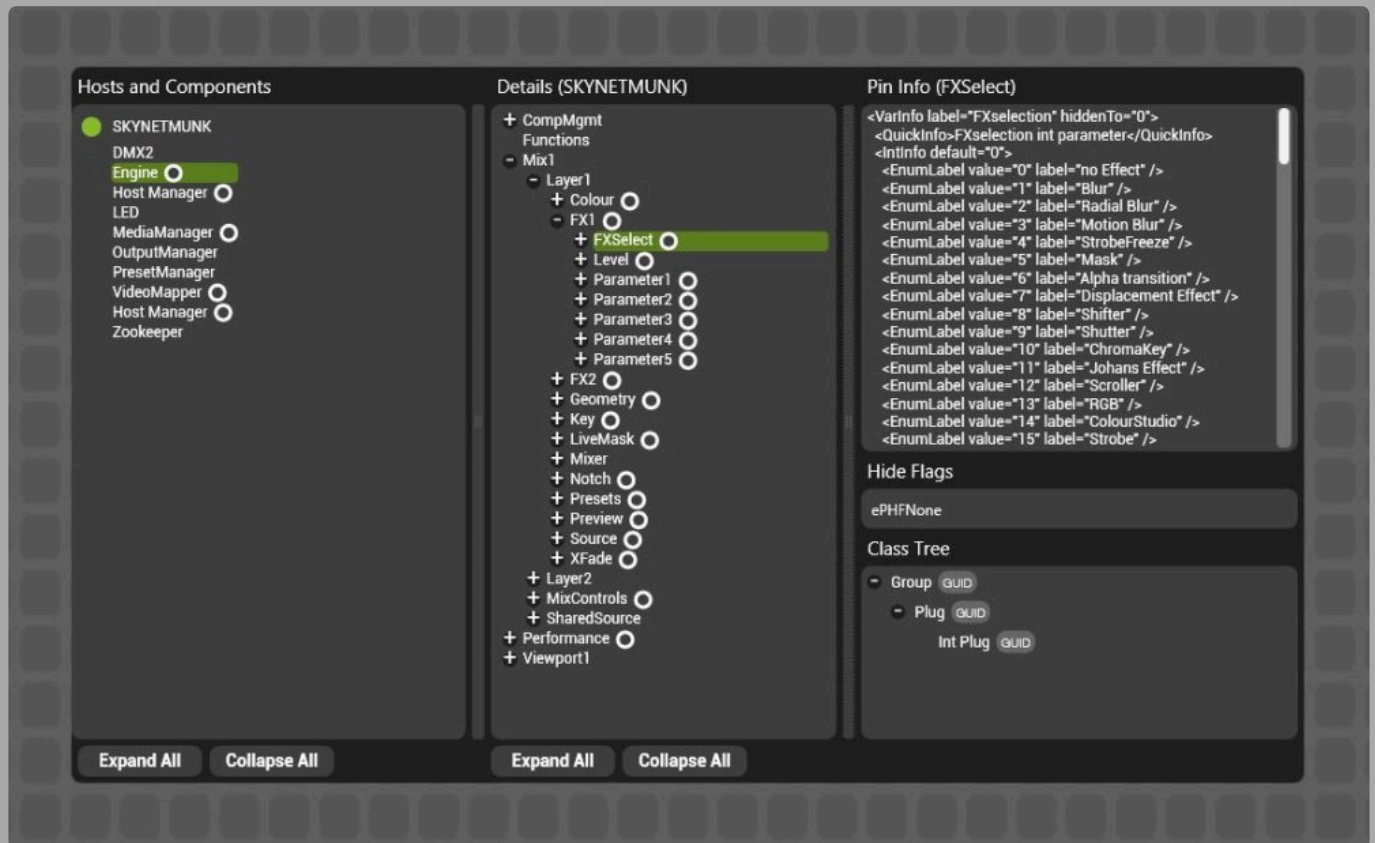 Hosts and Components
SKYNETMUNK
DMX2
Engine
Host Manager
LED
MediaManager
OutputManager
PresetManager
VideoMapper
Host Manager
Zookeeper
Expand All
Collapse All
Details (SKYNETMUNK)
CompMgmt
Functions
Mix1
Layer1
Colour
FX1
FXSelect
Level
Parameter1
Parameter2
Parameter3
Parameter4
Parameter5
FX2
Geometry
Key
LiveMask
Mixer
Notch
Presets
Preview
Source
XFade
Layer2
MixControls
SharedSource
Performance
Viewport1
Expand All
Collapse All
Pin Info (FXSelect)
<VarInfo label="FXselection" hiddenTo="0">
<QuickInfo>FXselection int parameter</QuickInfo>
<IntInfo default="0">
<EnumLabel value="0" label="no Effect" />
<EnumLabel value="1" label="Blur" />
<EnumLabel value="2" label="Radial Blur" />
<EnumLabel value="3" label="Motion Blur" />
<EnumLabel value="4" label="StrobeFreeze" />
<EnumLabel value="5" label="Mask" />
<EnumLabel value="6" label="Alpha transition" />
<EnumLabel value="7" label="Displacement Effect" />
<EnumLabel value="8" label="Shifter" />
<EnumLabel value="9" label="Shutter" />
<EnumLabel value="10" label="ChromaKey" />
<EnumLabel value="11" label="Johans Effect" />
<EnumLabel value="12" label="Scroller" />
<EnumLabel value="13" label="RGB" />
<EnumLabel value="14" label="ColourStudio" />
<EnumLabel value="15" label="Strobe" />
Hide Flags
ePHFNone
Class Tree
Group GUID
Plug GUID
Int Plug GUID